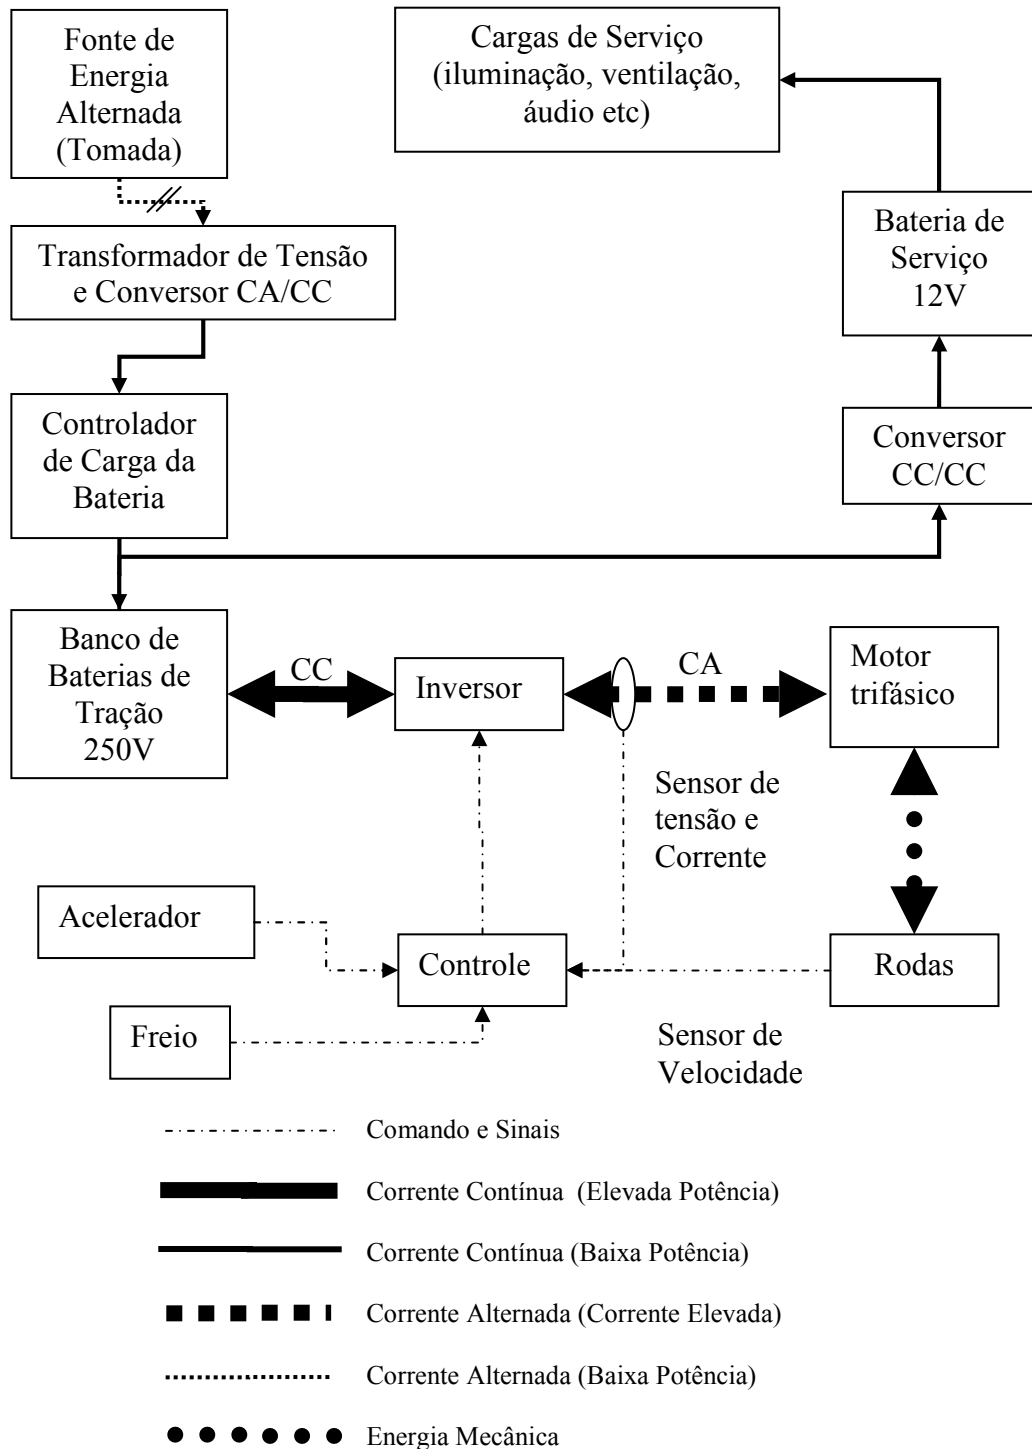 Fonte de
Energia
Alternada
(Tomada)
Cargas de Serviço
(iluminação, ventilação,
áudio etc)
Transformador de Tensão
e Conversor CA/CC
Bateria de
Serviço
12V
Controlador
de Carga da
Bateria
Conversor
CC/CC
Banco de
Baterias de
Tração
250V
CC
Inversor
CA
Motor
trifásico
Sensor de
tensão e
Corrente
Acelerador
Controle
Rodas
Freio
Sensor de
Velocidade
Comando e Sinais
Corrente Contínua (Elevada Potência)
Corrente Contínua (Baixa Potência)
Corrente Alternada (Corrente Elevada)
Corrente Alternada (Baixa Potência)
Energia Mecânica